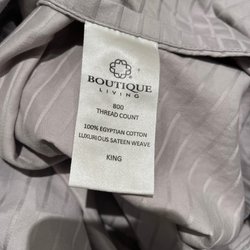 BOUTIQUE
LIVING
800
THREAD COUNT
100% EGYPTIAN COTTON
LUXURIOUS SATEEN WEAVE
KING